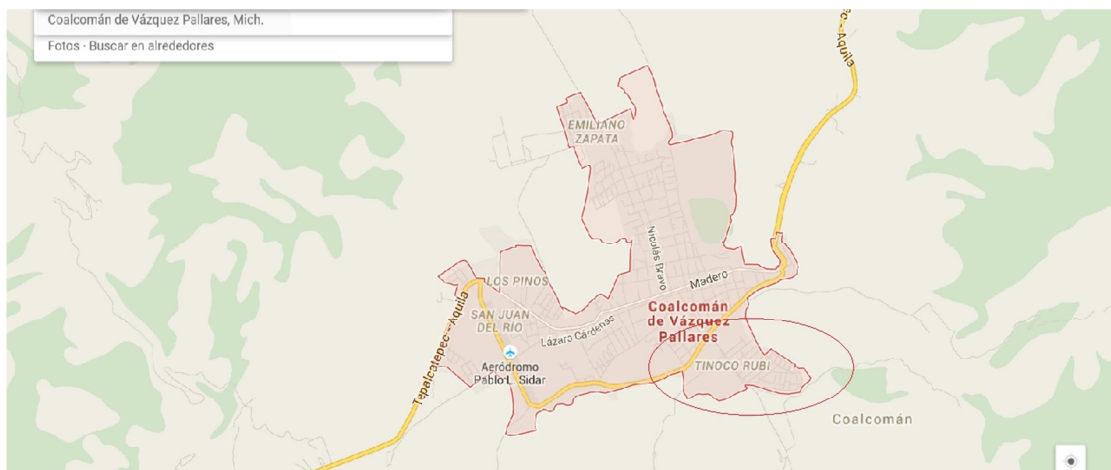 Coalcomán de Vázquez Pallares, Mich.
Fotos · Buscar en alrededores
o - Aquila
EMILIANO
ZAPATA
Nicolás Bravo
LOS PINOS
Madero
SAN JUAN
DEL RÍO
Coalcomán
de Vázquez
Pallares
Lázaro Cárdenas
Tepalcatepec - Aquila
Aeródromo
Pablo L. Sidar
TINOCO RUBI
Coalcomán